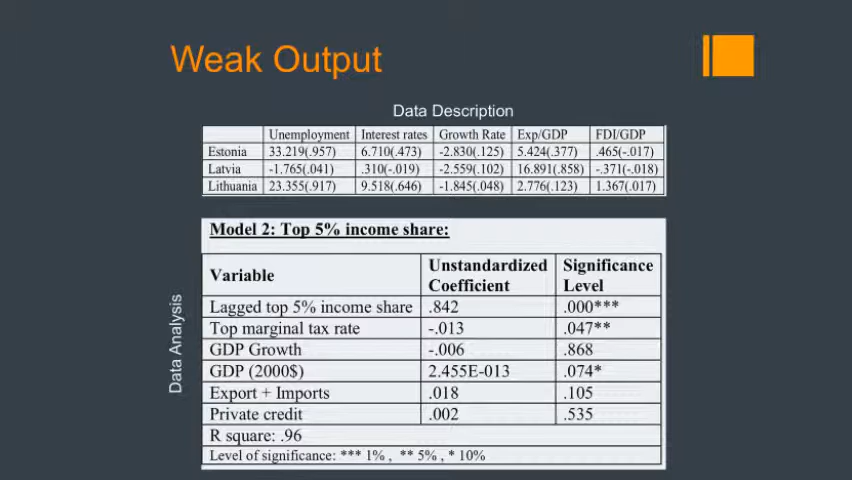 Weak Output
Data Description
Unemployment Interest rates Growth Rate Exp/GDP FDI/GDP
Estonia 33.219(.957) 6.710(.473) -2.830(.125) 5.424(.377) .465(-.017)
Latvia -1.765(.041) .310(-.019) -2.559(.102) 16.891(.858) -.371(-.018)
Lithuania 23.355(.917) 9.518(.646) -1.845(.048) 2.776(.123) 1.367(.017)
Data Analysis
Model 2: Top 5% income share:
Variable Unstandardized Coefficient Significance Level
Lagged top 5% income share .842 .000***
Top marginal tax rate -.013 .047**
GDP Growth -.006 .868
GDP (2000$) 2.455E-013 .074*
Export + Imports .018 .105
Private credit .002 .535
R square: .96
Level of significance: *** 1% , ** 5%, * 10%